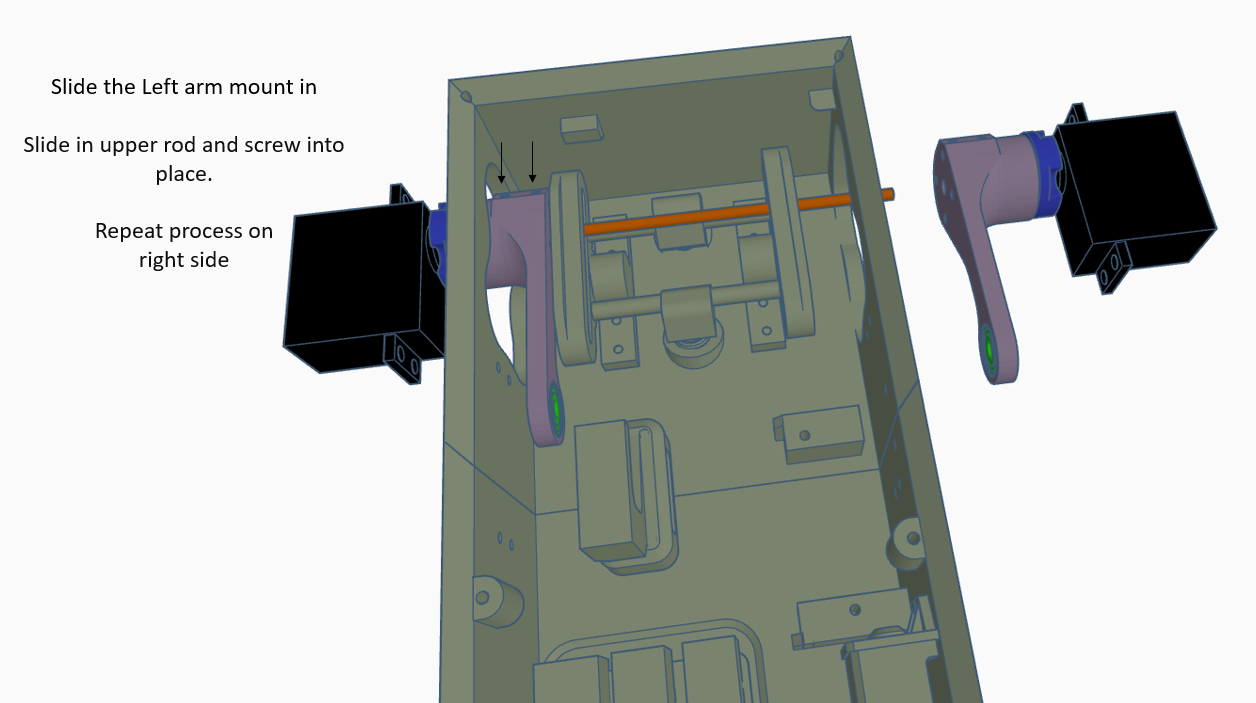 Slide the Left arm mount in
Slide in upper rod and screw into
place.
Repeat process on
right side